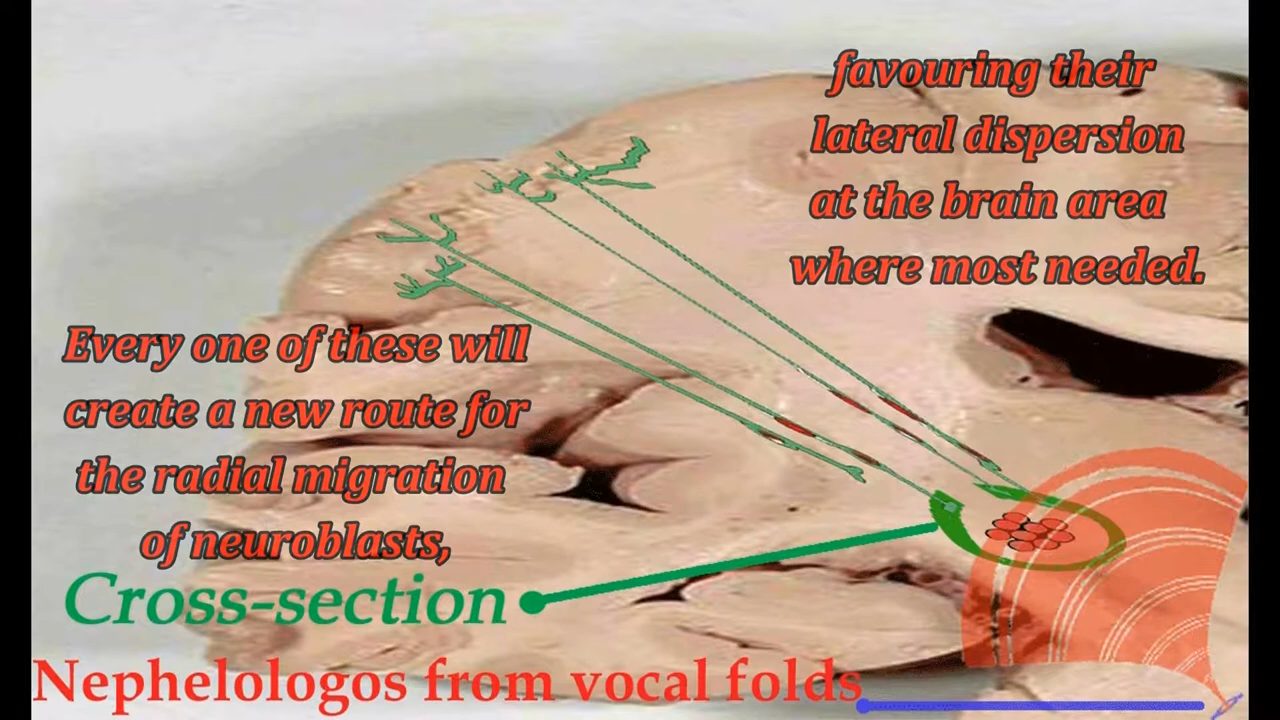 Every one of these will
create a new route for
the radial migration
of neuroblasts,
favouring their
lateral dispersion
at the brain area
where most needed.
Cross-section
Nephelologos from vocal folds